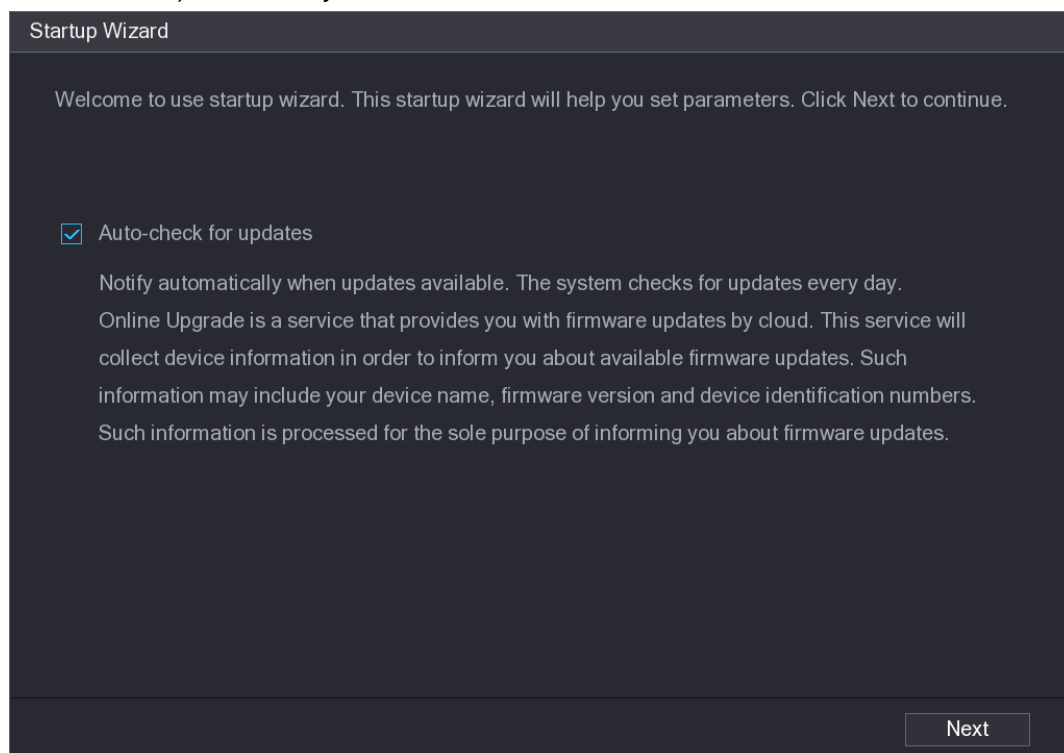 Startup Wizard
Welcome to use startup wizard. This startup wizard will help you set parameters. Click Next to continue.
Auto-check for updates
Notify automatically when updates available. The system checks for updates every day.
Online Upgrade is a service that provides you with firmware updates by cloud. This service will
collect device information in order to inform you about available firmware updates. Such
information may include your device name, firmware version and device identification numbers.
Such information is processed for the sole purpose of informing you about firmware updates.
Next